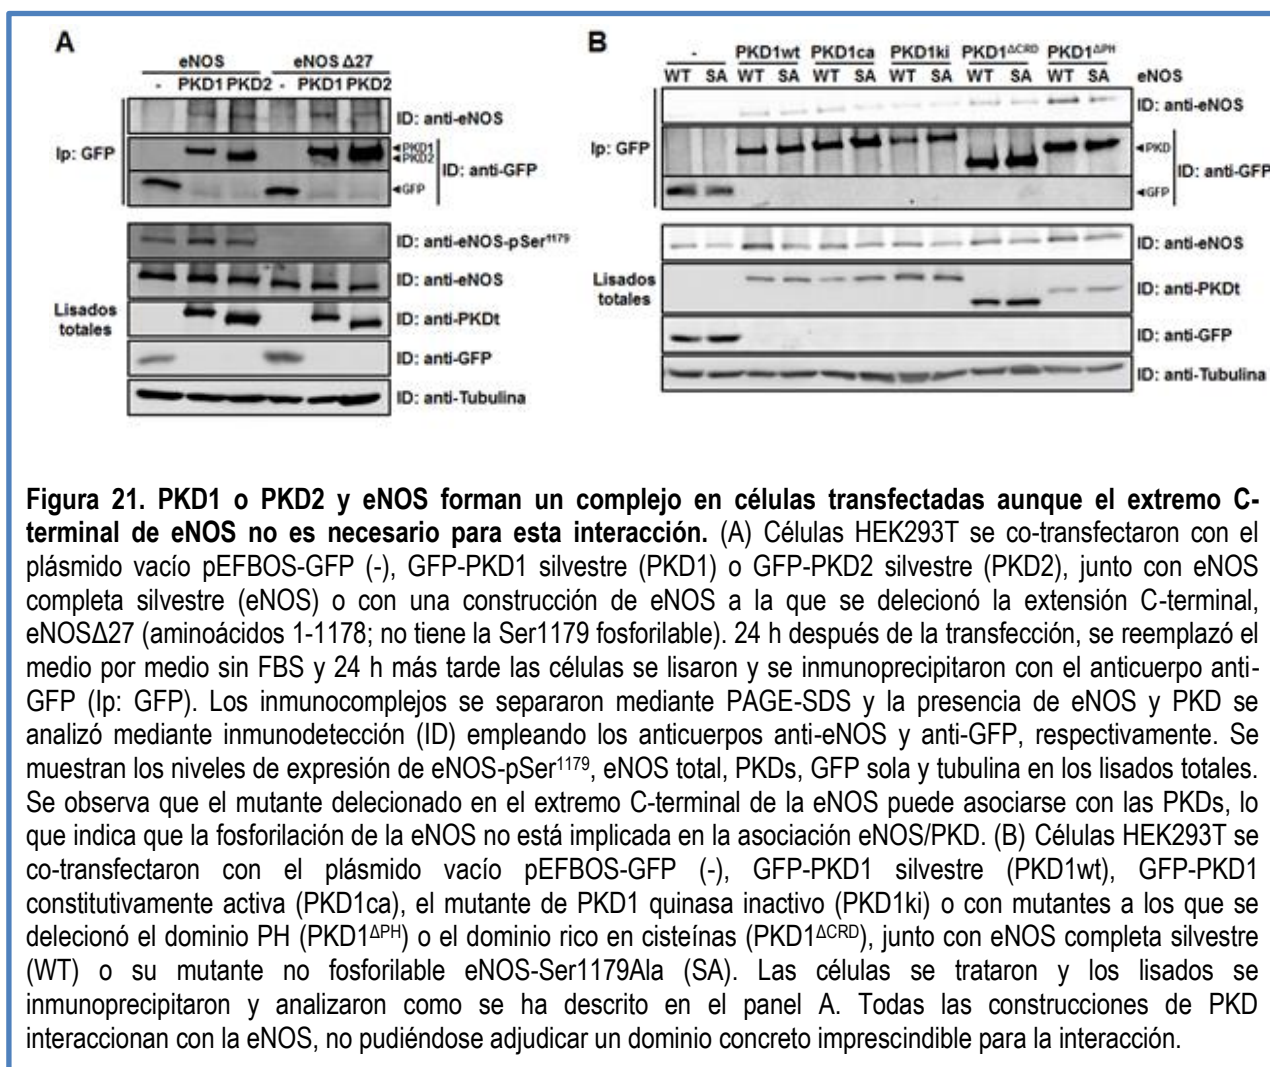 A
eNOS eNOS Δ27
- PKD1 PKD2 - PKD1 PKD2
ID: anti-eNOS
Ip: GFP
◄PKD1
◄PKD2
ID: anti-GFP
◄GFP
ID: anti-eNOS-pSer1179
ID: anti-eNOS
Lisados
totales
ID: anti-PKDt
ID: anti-GFP
ID: anti-Tubulina
B
- PKD1wt PKD1ca PKD1ki PKD1ΔCRD PKD1ΔPH
WT SA WT SA WT SA WT SA WT SA WT SA eNOS
ID: anti-eNOS
Ip: GFP
◄PKD
ID: anti-GFP
◄GFP
ID: anti-eNOS
Lisados
totales
ID: anti-PKDt
ID: anti-GFP
ID: anti-Tubulina
Figura 21. PKD1 o PKD2 y eNOS forman un complejo en células transfectadas aunque el extremo C-
terminal de eNOS no es necesario para esta interacción. (A) Células HEK293T se co-transfectaron con el
plásmido vacío pEFBOS-GFP (-), GFP-PKD1 silvestre (PKD1) o GFP-PKD2 silvestre (PKD2), junto con eNOS
completa silvestre (eNOS) o con una construcción de eNOS a la que se delecionó la extensión C-terminal,
eNOSΔ27 (aminoácidos 1-1178; no tiene la Ser1179 fosforilable). 24 h después de la transfección, se reemplazó el
medio por medio sin FBS y 24 h más tarde las células se lisaron y se inmunoprecipitaron con el anticuerpo anti-
GFP (Ip: GFP). Los inmunocomplejos se separaron mediante PAGE-SDS y la presencia de eNOS y PKD se
analizó mediante inmunodetección (ID) empleando los anticuerpos anti-eNOS y anti-GFP, respectivamente. Se
muestran los niveles de expresión de eNOS-pSer1179, eNOS total, PKDs, GFP sola y tubulina en los lisados totales.
Se observa que el mutante delecionado en el extremo C-terminal de la eNOS puede asociarse con las PKDs, lo
que indica que la fosforilación de la eNOS no está implicada en la asociación eNOS/PKD. (B) Células HEK293T se
co-transfectaron con el plásmido vacío pEFBOS-GFP (-), GFP-PKD1 silvestre (PKD1wt), GFP-PKD1
constitutivamente activa (PKD1ca), el mutante de PKD1 quinasa inactivo (PKD1ki) o con mutantes a los que se
delecionó el dominio PH (PKD1ΔPH) o el dominio rico en cisteínas (PKD1ΔCRD), junto con eNOS completa silvestre
(WT) o su mutante no fosforilable eNOS-Ser1179Ala (SA). Las células se trataron y los lisados se
inmunoprecipitaron y analizaron como se ha descrito en el panel A. Todas las construcciones de PKD
interaccionan con la eNOS, no pudiéndose adjudicar un dominio concreto imprescindible para la interacción.